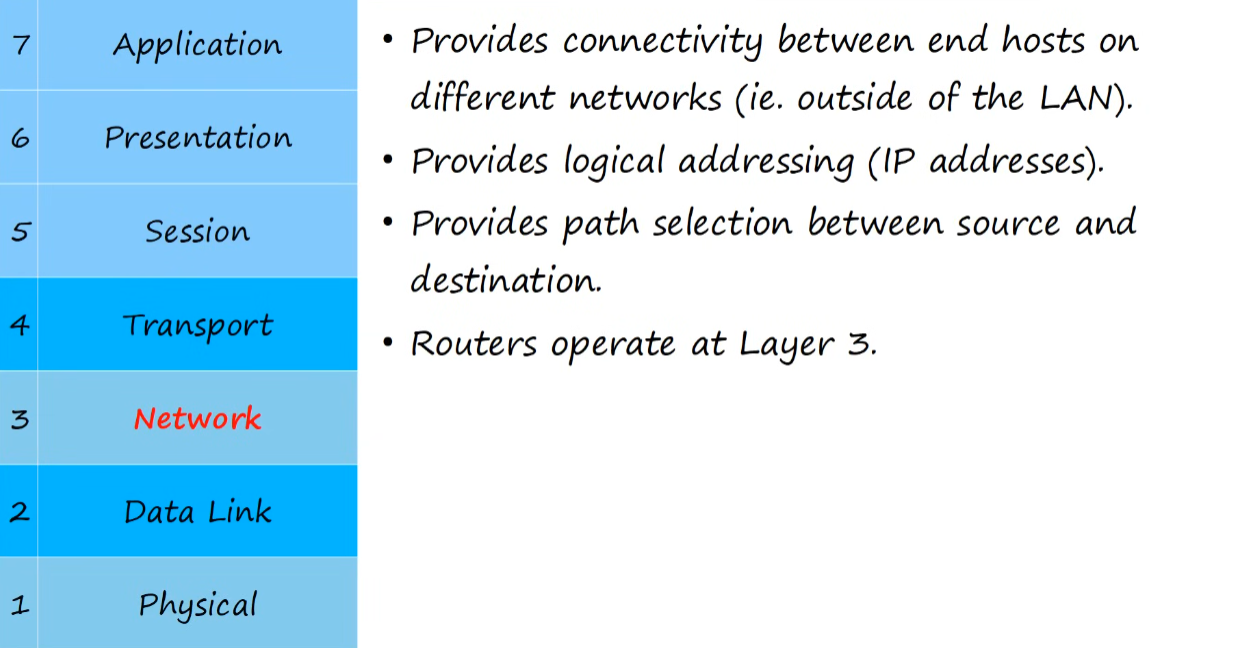 7 Application
6 Presentation
5 Session
4 Transport
3 Network
2 Data Link
1 Physical
• Provides connectivity between end hosts on
different networks (ie. outside of the LAN).
• Provides logical addressing (IP addresses).
• Provides path selection between source and
destination.
• Routers operate at Layer 3.